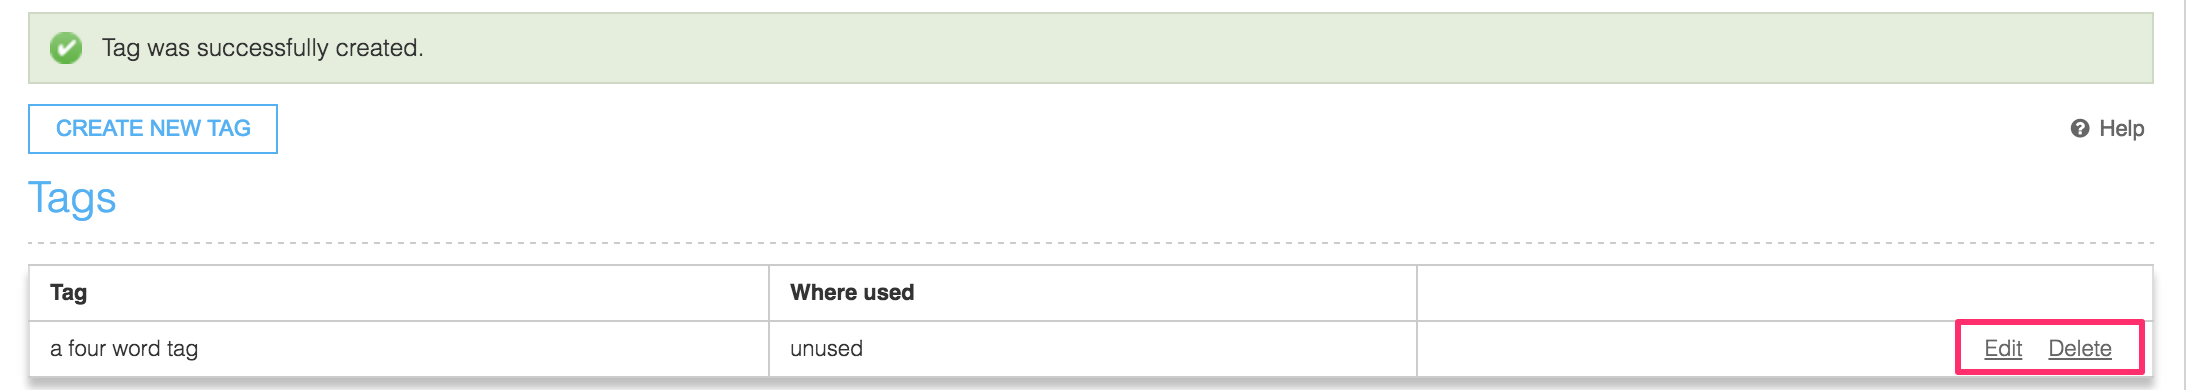 Tag was successfully created.
CREATE NEW TAG
Help
Tags
Tag Where used
a four word tag unused Edit Delete